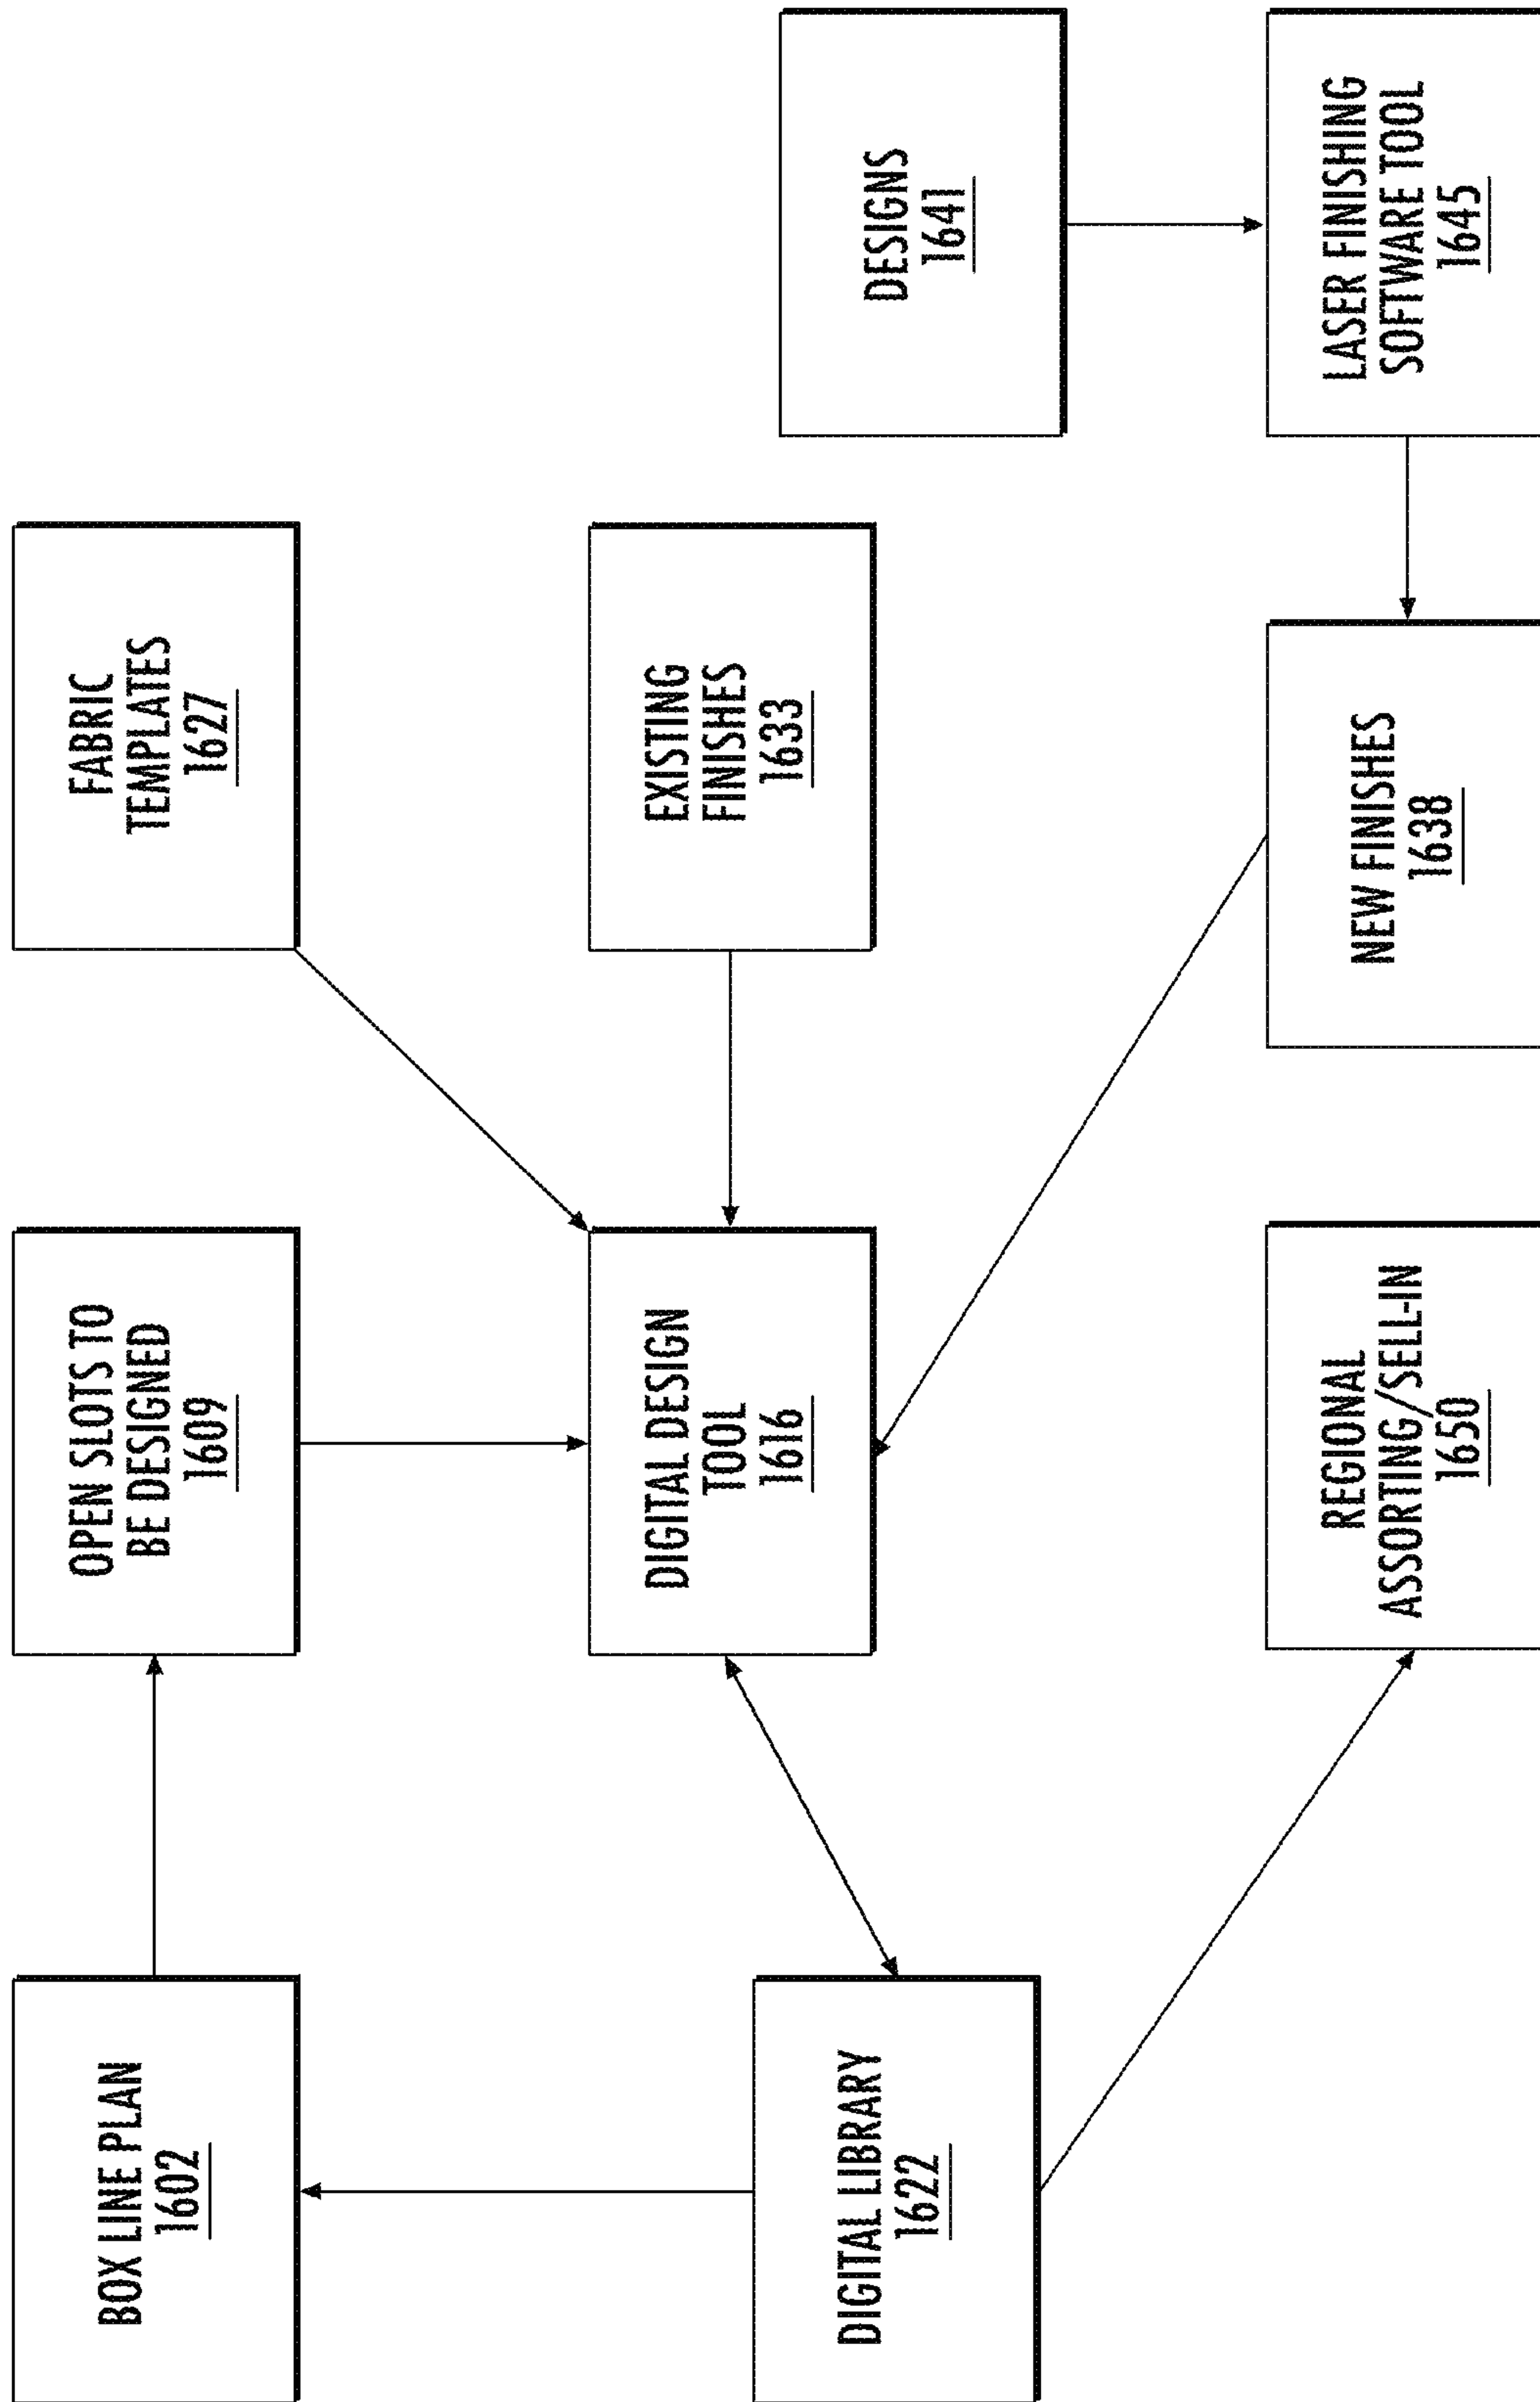 BOX LINE PLAN
1602
OPEN SLOTS TO
BE DESIGNED
1609
FABRIC
TEMPLATES
1627
DIGITAL LIBRARY
1622
DIGITAL DESIGN
TOOL
1616
EXISTING
FINISHES
1633
DESIGNS
1641
REGIONAL
ASSORTING/SELL-IN
1650
NEW FINISHES
1638
LASER FINISHING
SOFTWARE TOOL
1645